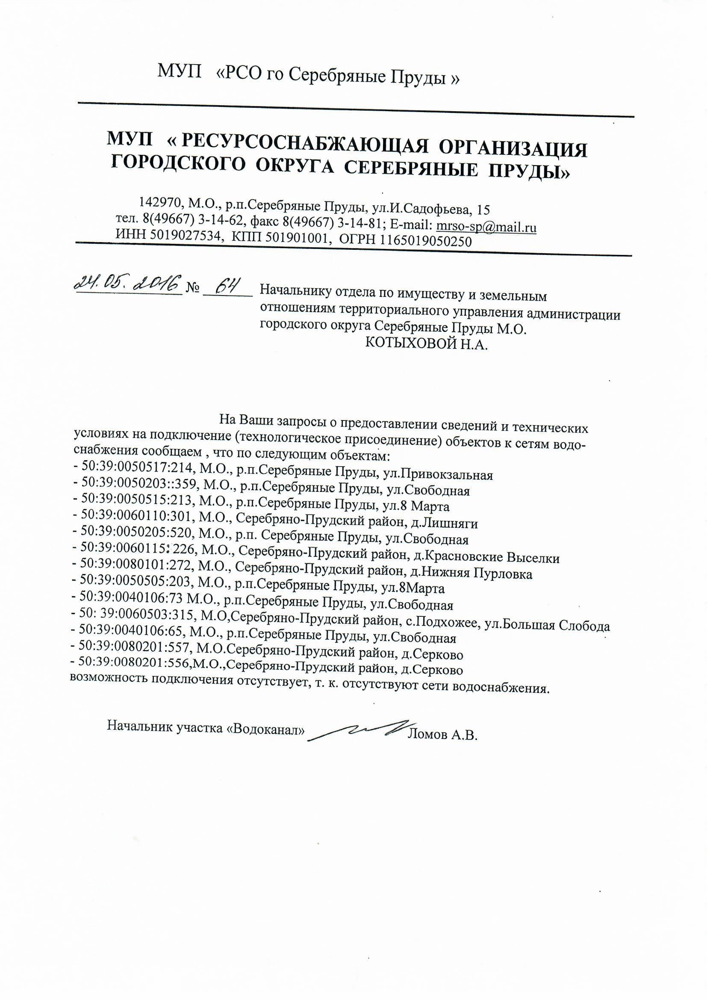 МУП «РСО го Серебряные Пруды »
МУП « РЕСУРСОСНАБЖАЮЩАЯ ОРГАНИЗАЦИЯ
ГОРОДСКОГО ОКРУГА СЕРЕБРЯНЫЕ ПРУДЫ»
142970, М.О., р.п.Серебряные Пруды, ул.И.Садофьева, 15
тел. 8(49667) 3-14-62, факс 8(49667) 3-14-81; E-mail: mrso-sp@mail.ru
ИНН 5019027534, КПП 501901001, ОГРН 1165019050250
24.05.2016 № 64
Начальнику отдела по имуществу и земельным
отношениям территориального управления администрации
городского округа Серебряные Пруды М.О.
КОТЫХОВОЙ Н.А.
На Ваши запросы о предоставлении сведений и технических
условиях на подключение (технологическое присоединение) объектов к сетям водо-
снабжения сообщаем , что по следующим объектам:
- 50:39:0050517:214, М.О., р.п.Серебряные Пруды, ул.Привокзальная
- 50:39:0050203::359, М.О., р.п.Серебряные Пруды, ул.Свободная
- 50:39:0050515:213, М.О., р.п.Серебряные Пруды, ул.8 Марта
- 50:39:0060110:301, М.О., Серебряно-Прудский район, д.Лишняги
- 50:39:0050205:520, М.О., р.п. Серебряные Пруды, ул.Свободная
- 50:39:0060115:226, М.О., Серебряно-Прудский район, д.Красновские Выселки
- 50:39:0080101:272, М.О., Серебряно-Прудский район, д.Нижняя Пурловка
- 50:39:0050505:203, М.О., р.п.Серебряные Пруды, ул.8Марта
- 50:39:0040106:73 М.О., р.п.Серебряные Пруды, ул.Свободная
- 50: 39:0060503:315, М.О,Серебряно-Прудский район, с.Подхожее, ул.Большая Слобода
- 50:39:0040106:65, М.О., р.п.Серебряные Пруды, ул.Свободная
- 50:39:0080201:557, М.О.Серебряно-Прудский район, д.Серково
- 50:39:0080201:556,М.О.,Серебряно-Прудский район, д.Серково
возможность подключения отсутствует, т. к. отсутствуют сети водоснабжения.
Начальник участка «Водоканал» Ломов А.В.